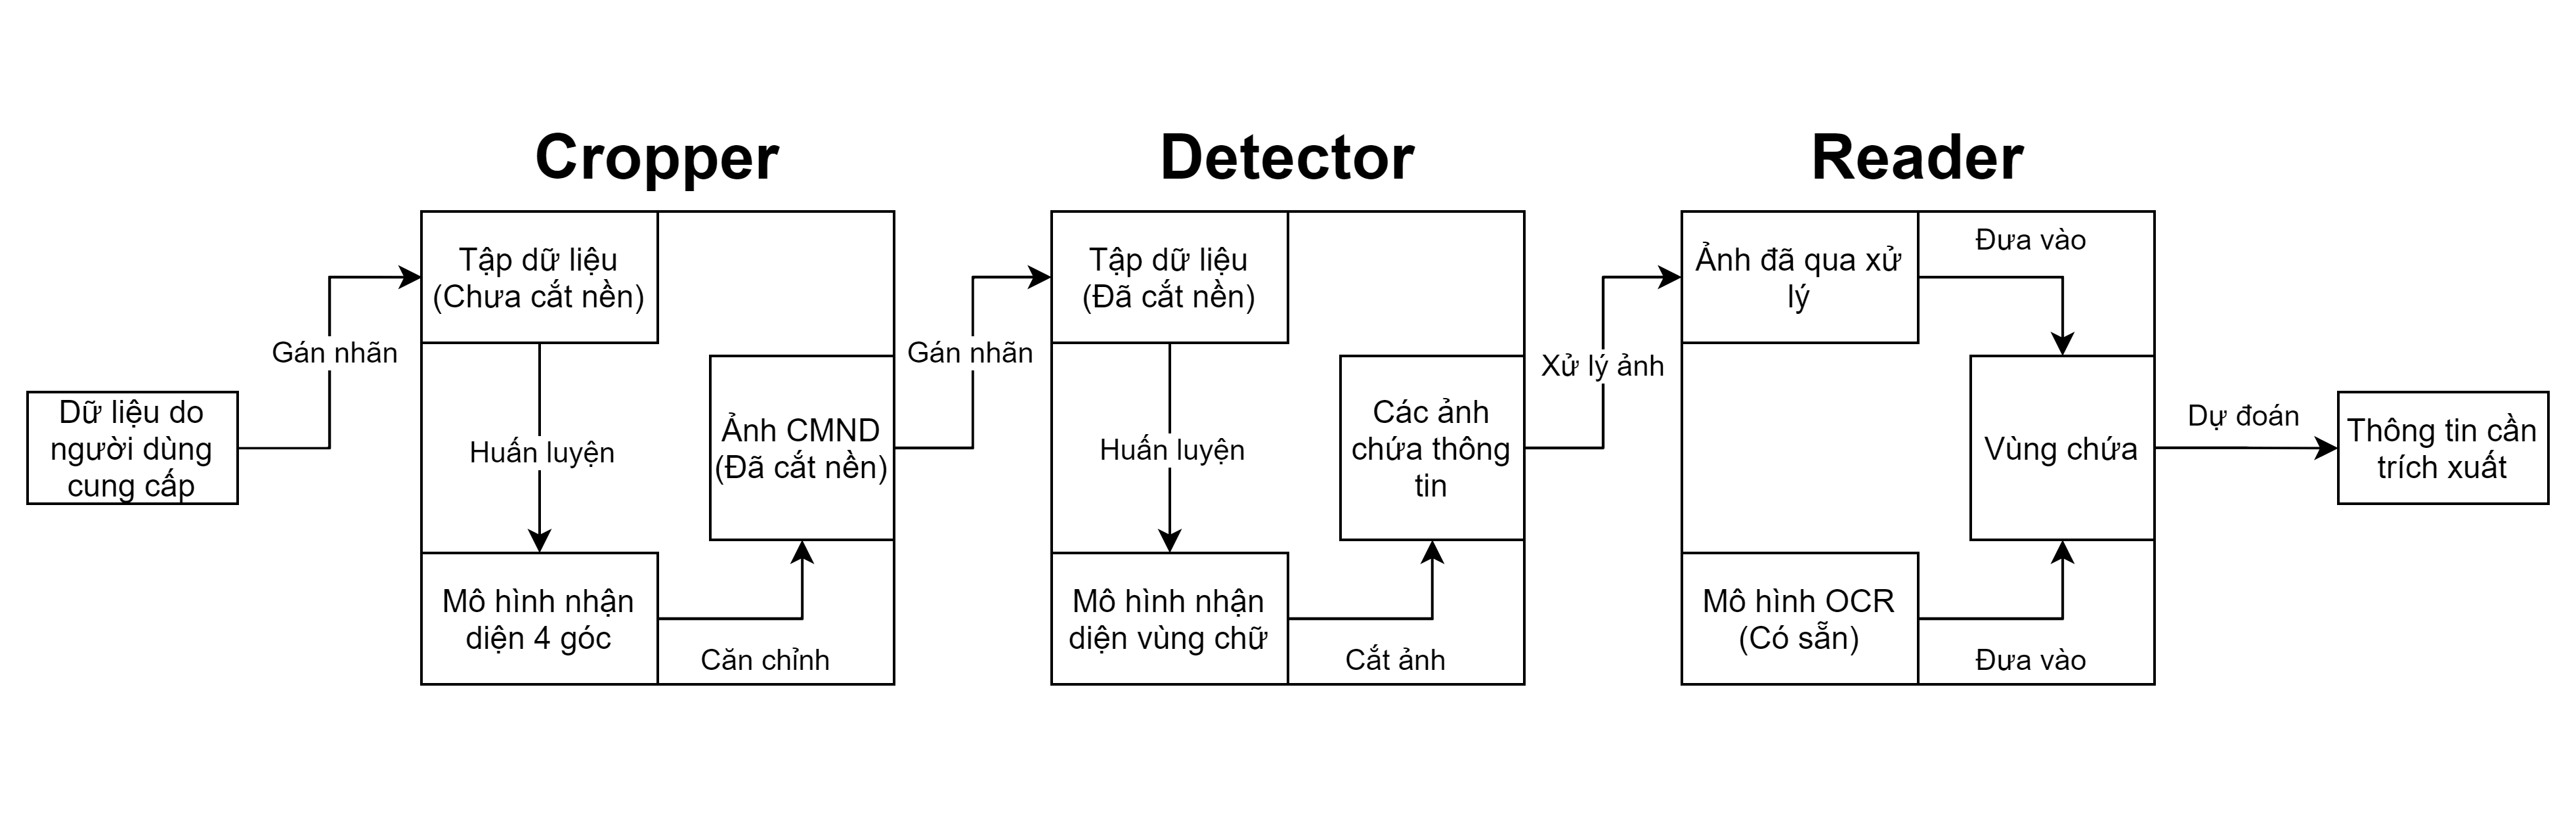 Cropper
Detector
Reader
Dữ liệu do
người dùng
cung cấp
Gán nhãn
Tập dữ liệu
(Chưa cắt nền)
Huấn luyện
Mô hình nhận
diện 4 góc
Căn chỉnh
Ảnh CMND
(Đã cắt nền)
Gán nhãn
Tập dữ liệu
(Đã cắt nền)
Huấn luyện
Mô hình nhận
diện vùng chữ
Cắt ảnh
Các ảnh
chứa thông
tin
Xử lý ảnh
Ảnh đã qua xử
lý
Đưa vào
Mô hình OCR
(Có sẵn)
Đưa vào
Vùng chứa
Dự đoán
Thông tin cần
trích xuất